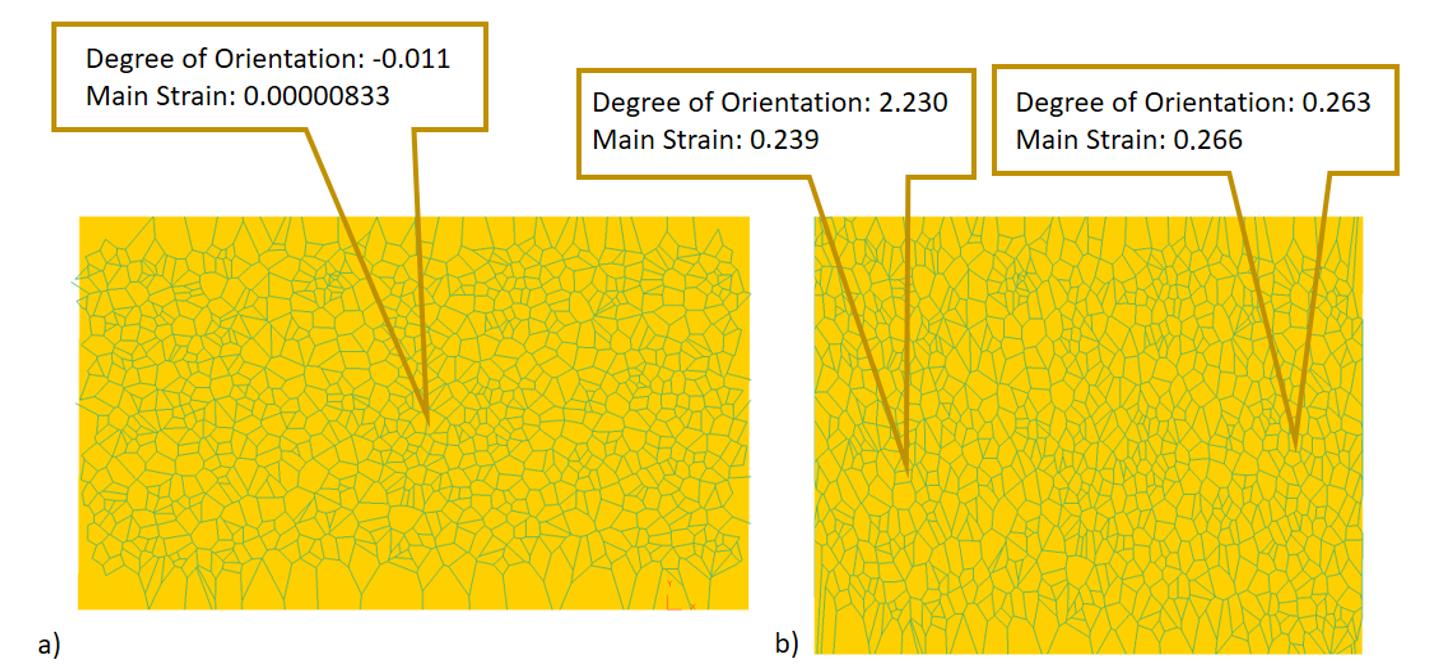 Degree of Orientation: -0.011
Main Strain: 0.00000833
Degree of Orientation: 2.230
Main Strain: 0.239
Degree of Orientation: 0.263
Main Strain: 0.266
Y
X
a)
b)